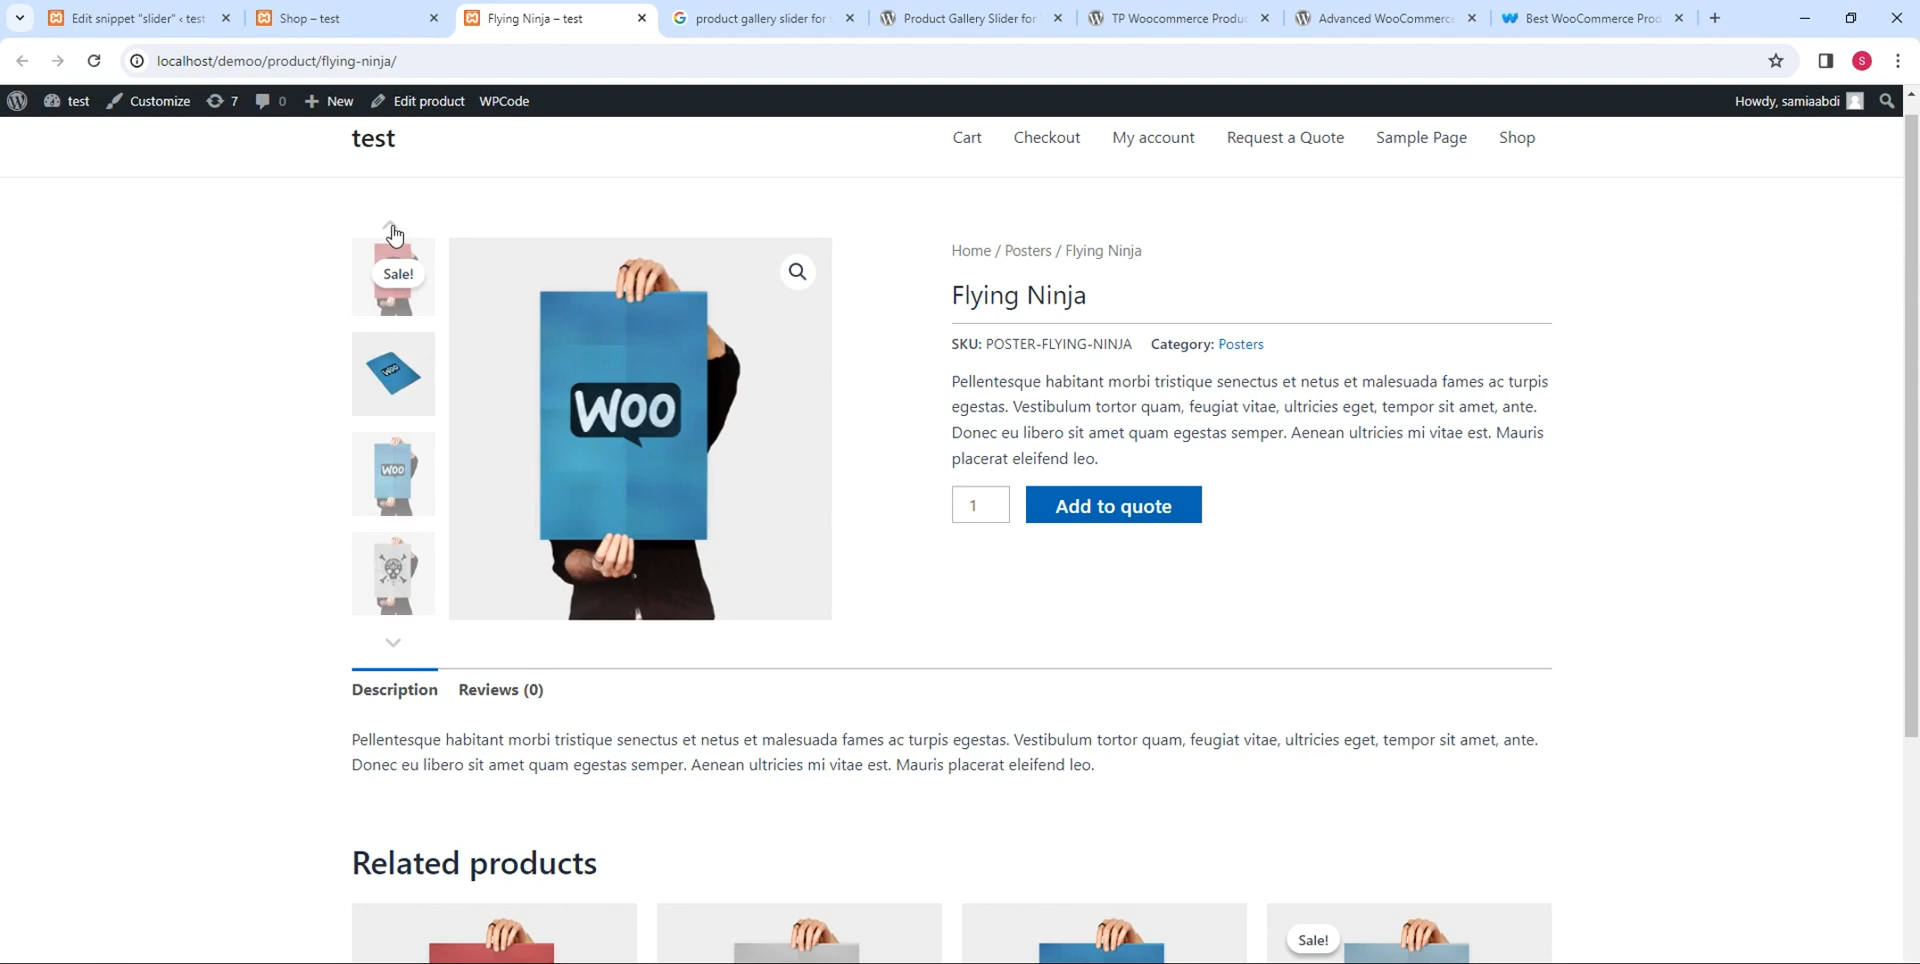 Edit snippet "slider" ‹ test
Shop – test
Flying Ninja – test
product gallery slider for
Product Gallery Slider for
TP Woocommerce Produc
Advanced WooCommerce
Best WooCommerce Prod
localhost/demoo/product/flying-ninja/
S
test
Customize
7
0
New
Edit product
WPCode
Howdy, samiaabdi
test
Cart
Checkout
My account
Request a Quote
Sample Page
Shop
Sale!
WOO
WOO
WOO
Home / Posters / Flying Ninja
Flying Ninja
SKU: POSTER-FLYING-NINJA Category: Posters
Pellentesque habitant morbi tristique senectus et netus et malesuada fames ac turpis
egestas. Vestibulum tortor quam, feugiat vitae, ultricies eget, tempor sit amet, ante.
Donec eu libero sit amet quam egestas semper. Aenean ultricies mi vitae est. Mauris
placerat eleifend leo.
1
Add to quote
Description
Reviews (0)
Pellentesque habitant morbi tristique senectus et netus et malesuada fames ac turpis egestas. Vestibulum tortor quam, feugiat vitae, ultricies eget, tempor sit amet, ante.
Donec eu libero sit amet quam egestas semper. Aenean ultricies mi vitae est. Mauris placerat eleifend leo.
Related products
Sale!